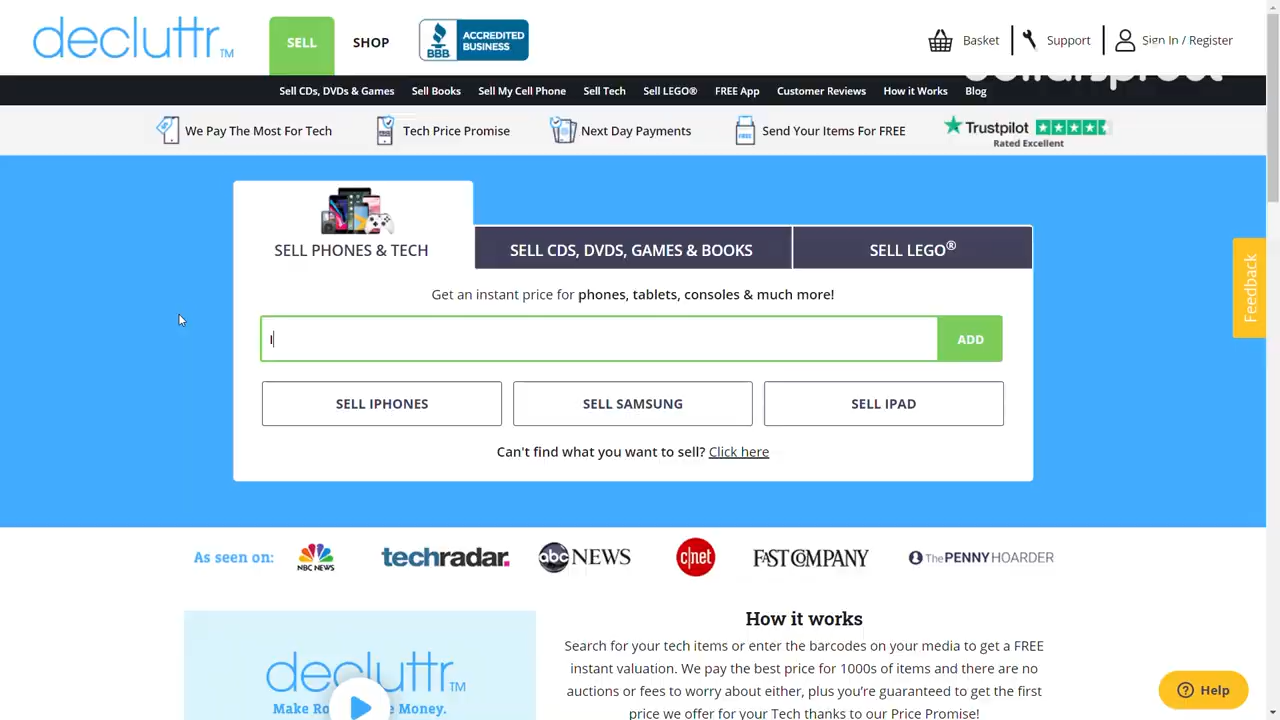 decluttr™
SELL
SHOP
BBB
ACCREDITED
BUSINESS
Basket
Support
Sign In / Register
Sell CDs, DVDs & Games
Sell Books
Sell My Cell Phone
Sell Tech
Sell LEGO®
FREE App
Customer Reviews
How it Works
Blog
We Pay The Most For Tech
Tech Price Promise
Next Day Payments
Send Your Items For FREE
Trustpilot
Rated Excellent
SELL PHONES & TECH
SELL CDS, DVDS, GAMES & BOOKS
SELL LEGO®
Get an instant price for phones, tablets, consoles & much more!
I
ADD
SELL IPHONES
SELL SAMSUNG
SELL IPAD
Can't find what you want to sell? Click here
Feedback
As seen on:
NBC NEWS
techradar.
abc NEWS
c|net
FAST COMPANY
The PENNY HOARDER
decluttr™
How it works
Search for your tech items or enter the barcodes on your media to get a FREE
instant valuation. We pay the best price for 1000s of items and there are no
auctions or fees to worry about either, plus you're guaranteed to get the first
price we offer for your Tech thanks to our Price Promise!
Help